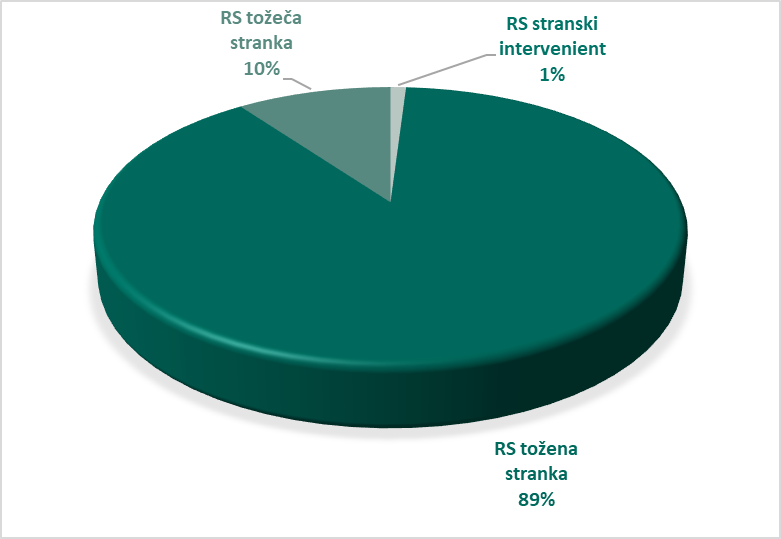 RS tožeča
stranka
10%
RS stranski
intervenient
1%
RS tožena
stranka
89%